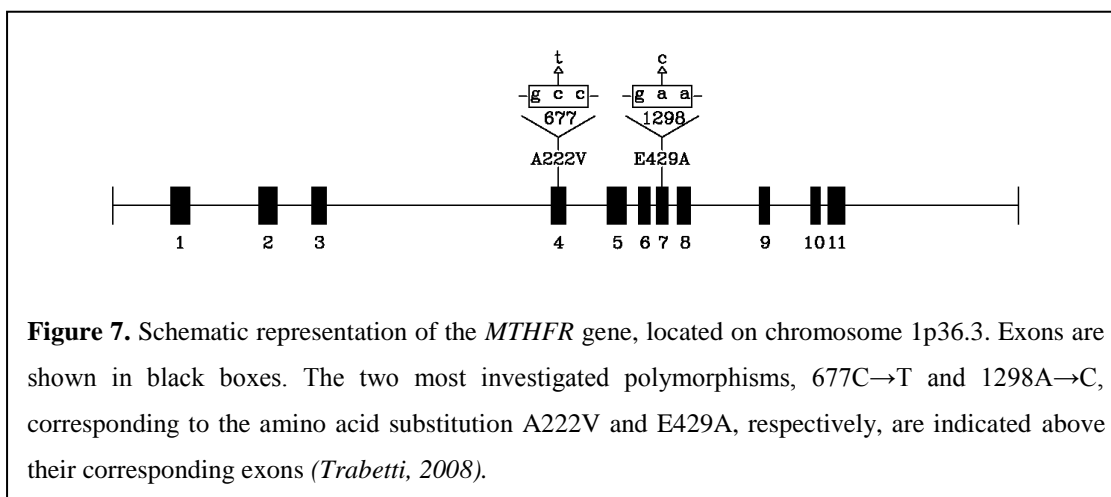 t c
g c c g a a
677 1298
A222V E429A
1 2 3 4 5 6 7 8 9 10 11
Figure 7. Schematic representation of the MTHFR gene, located on chromosome 1p36.3. Exons are
shown in black boxes. The two most investigated polymorphisms, 677C→T and 1298A→C,
corresponding to the amino acid substitution A222V and E429A, respectively, are indicated above
their corresponding exons (Trabetti, 2008).